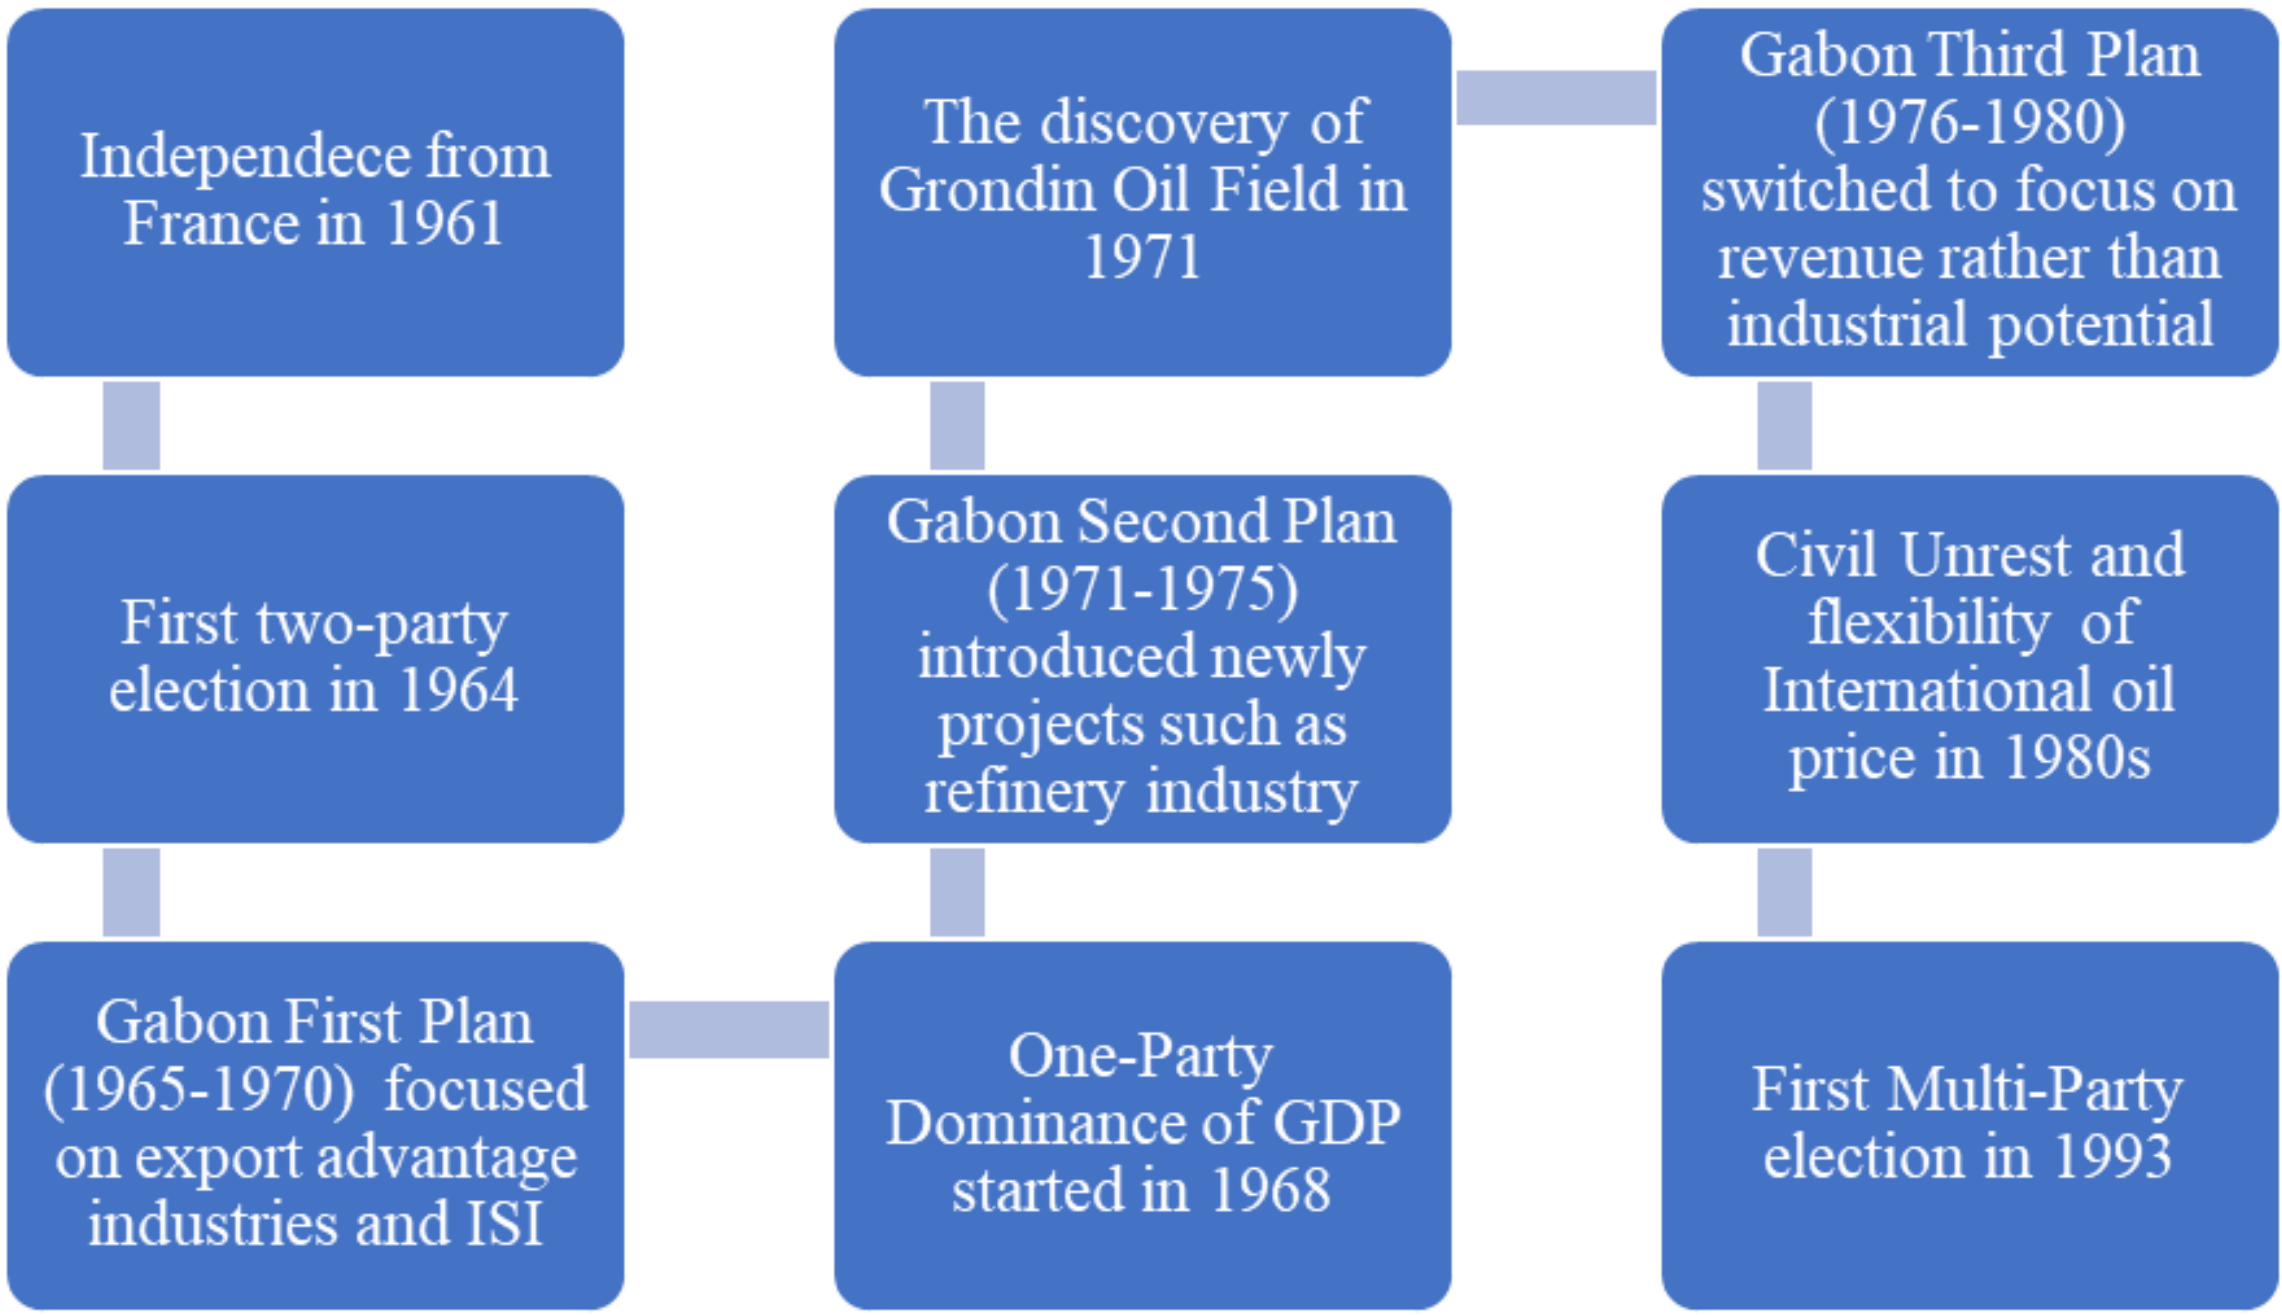 Independece from
France in 1961
First two-party
election in 1964
Gabon First Plan
(1965-1970) focused
on export advantage
industries and ISI
One-Party
Dominance of GDP
started in 1968
Gabon Second Plan
(1971-1975)
introduced newly
projects such as
refinery industry
The discovery of
Grondin Oil Field in
1971
Gabon Third Plan
(1976-1980)
switched to focus on
revenue rather than
industrial potential
Civil Unrest and
flexibility of
International oil
price in 1980s
First Multi-Party
election in 1993